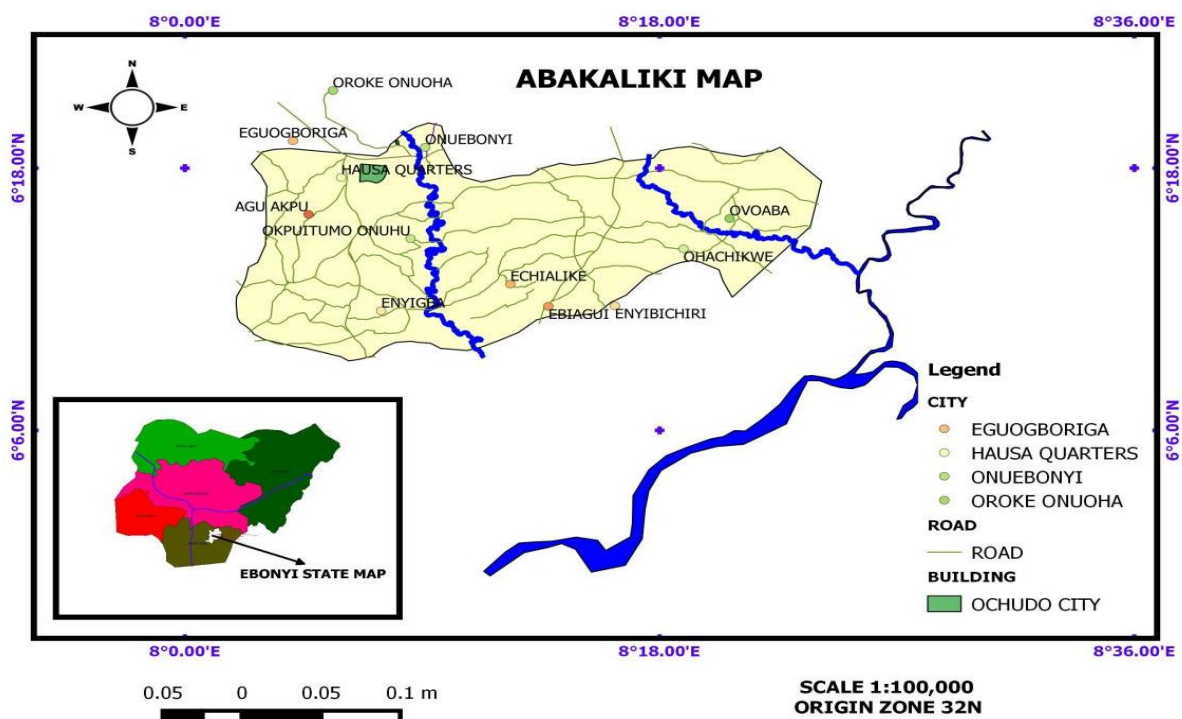 8°0.00'E 8°18.00'E 8°36.00'E
ABAKALIKI MAP
N
W E
S
OROKE ONUOHA
EGUOGBORIGA
ONUEBONYI
6°18.00'N 6°18.00'N
HAUSA QUARTERS
AGU AKPU
OVOABA
OKPUITUMO ONUHU
OHACHIKWE
ECHIALIKE
ENYIGBA
EBIAGUI ENYIBICHIRI
Legend
CITY
EGUOGBORIGA
HAUSA QUARTERS
ONUEBONYI
OROKE ONUOHA
ROAD
ROAD
BUILDING
OCHUDO CITY
6°6.00'N 6°6.00'N
EBONYI STATE MAP
8°0.00'E 8°18.00'E 8°36.00'E
0.05 0 0.05 0.1 m
SCALE 1:100,000
ORIGIN ZONE 32N